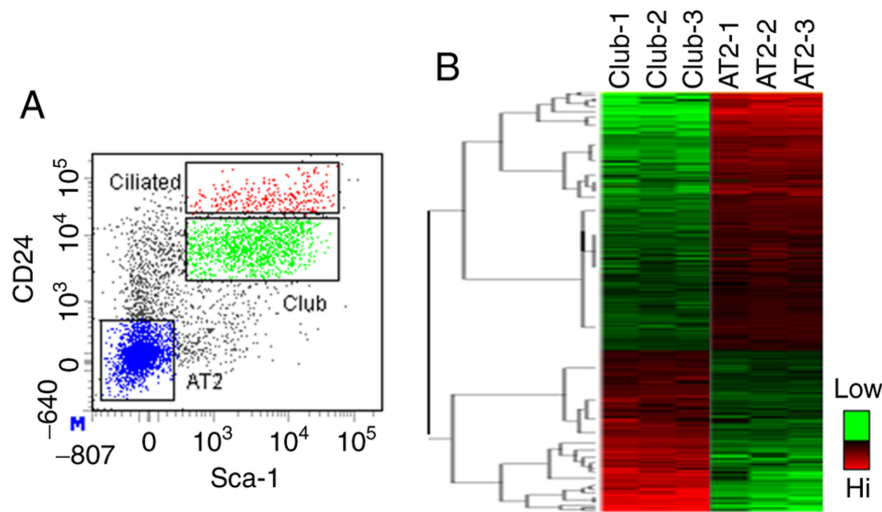 A
CD24
10⁵
10⁴
10³
0
−640
Ciliated
Club
AT2
M
−807
0
10³
10⁴
10⁵
Sca-1
B
Club-1
Club-2
Club-3
AT2-1
AT2-2
AT2-3
Low
Hi